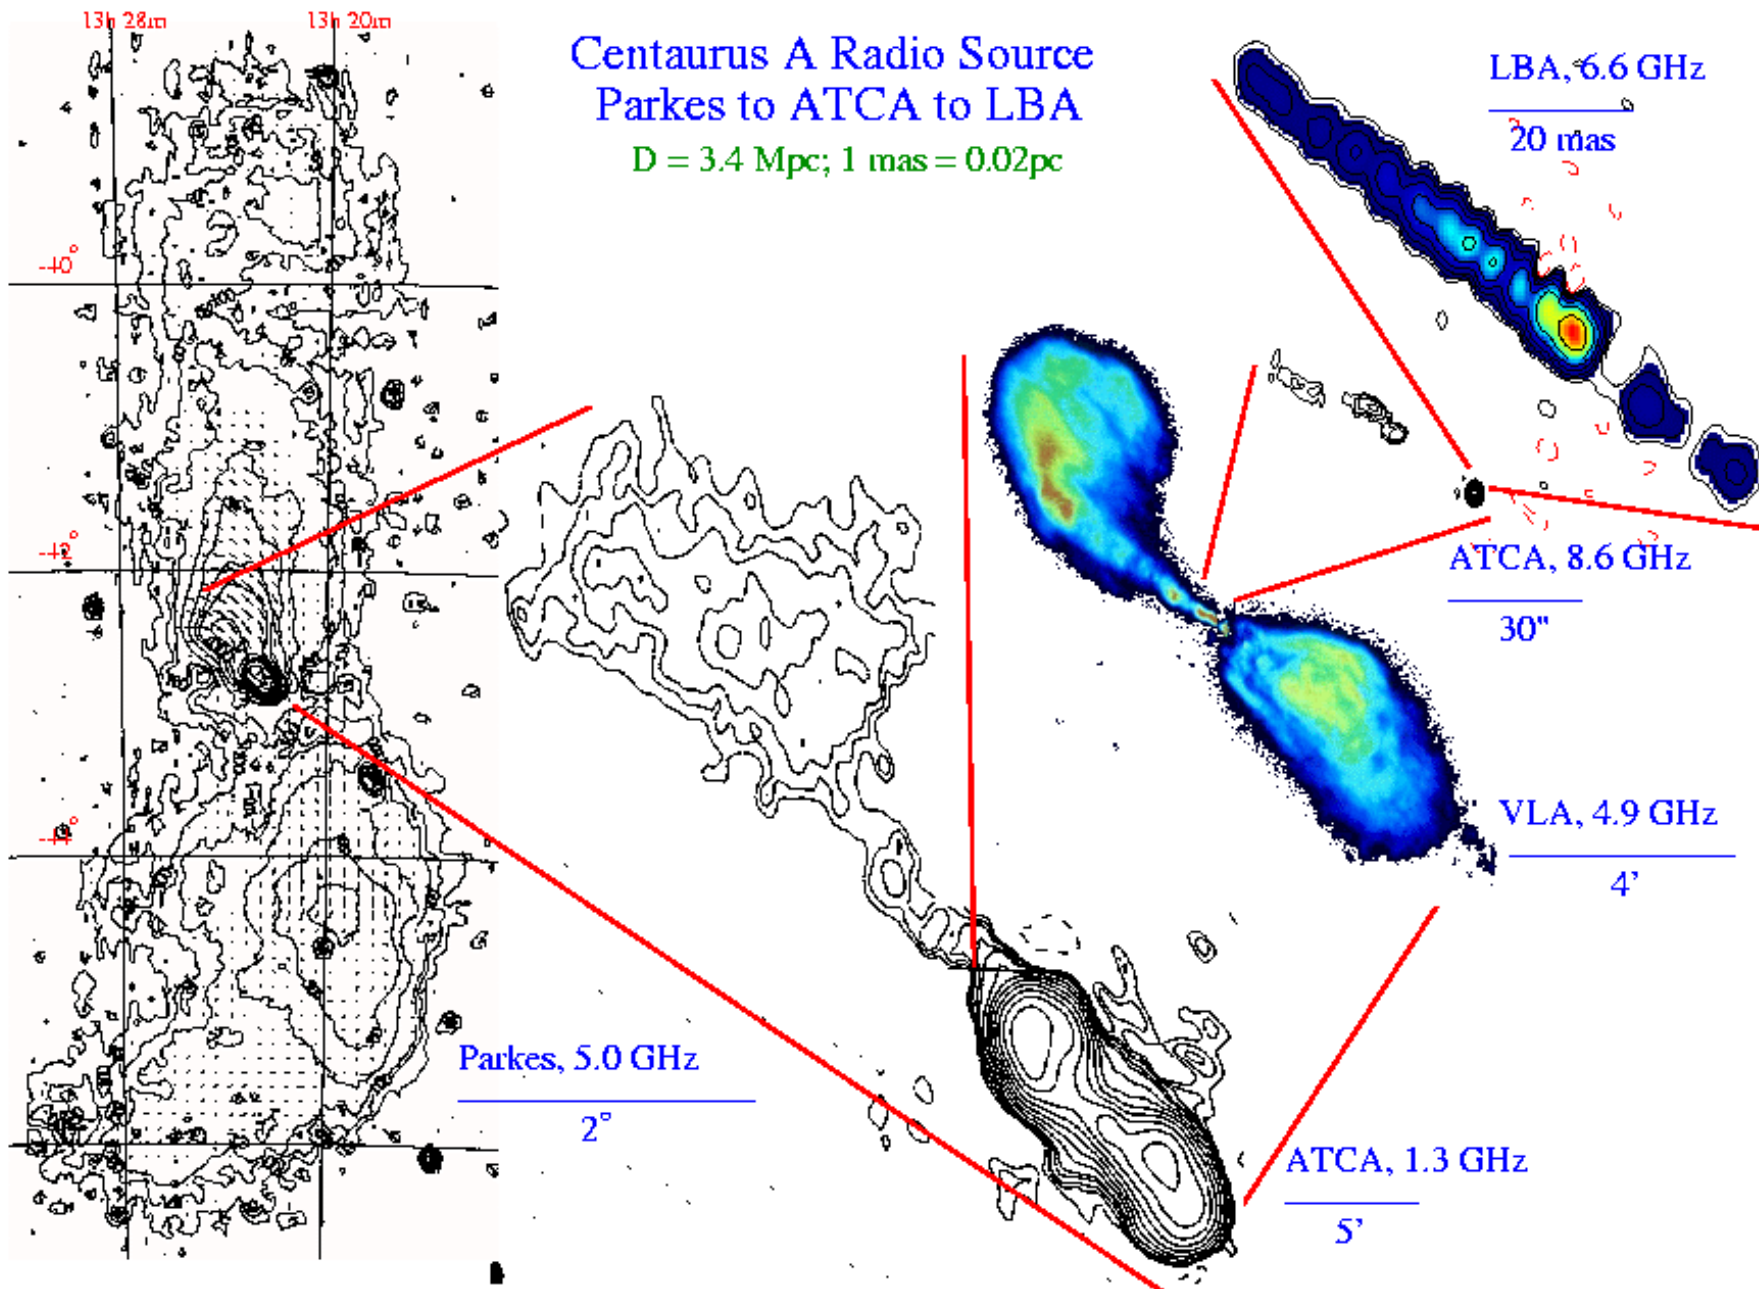 13h 28m 13h 20m
Centaurus A Radio Source
Parkes to ATCA to LBA
D = 3.4 Mpc; 1 mas = 0.02pc
LBA, 6.6 GHz
20 mas
-40°
-42°
ATCA, 8.6 GHz
30"
VLA, 4.9 GHz
4'
-44°
Parkes, 5.0 GHz
2°
ATCA, 1.3 GHz
5'